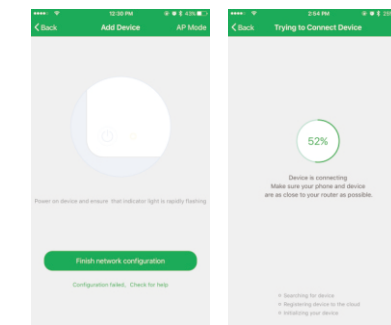 12:38 PM
43%
Back
Add Device
AP Mode
Power on device and ensure that indicator light is rapidly flashing
Finish network configuration
Configuration failed, Check for help
2:54 PM
Back
Trying to Connect Device
52%
Device is connecting
Make sure your phone and device
are as close to your router as possible.
Searching for device
Registering device to the cloud
Initializing your device